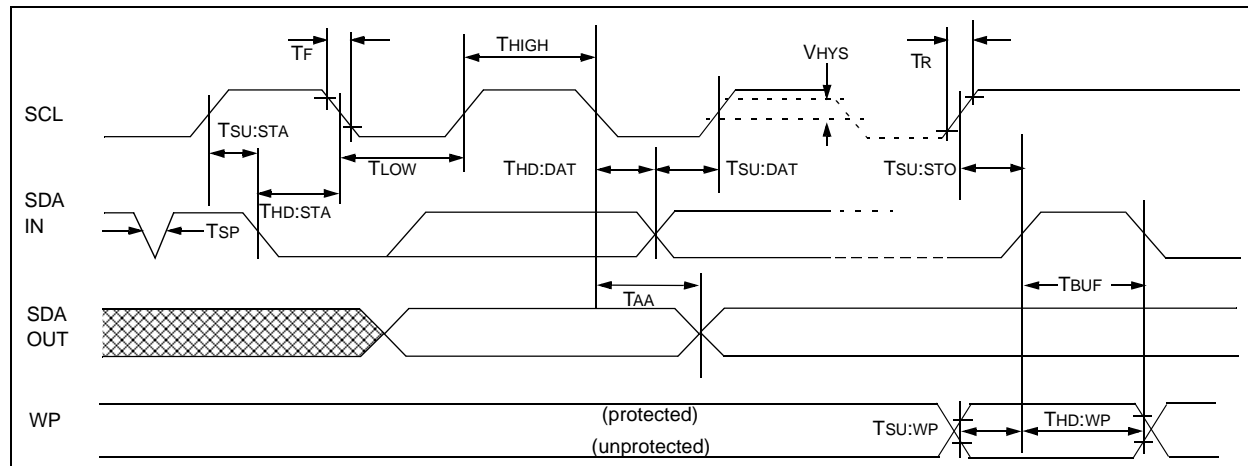 TF
THIGH
VHYS
TR
SCL
TSU:STA
TLOW
THD:DAT
TSU:DAT
TSU:STO
SDA
IN
THD:STA
TSP
TBUF
TAA
SDA
OUT
WP
(protected)
(unprotected)
TSU:WP
THD:WP